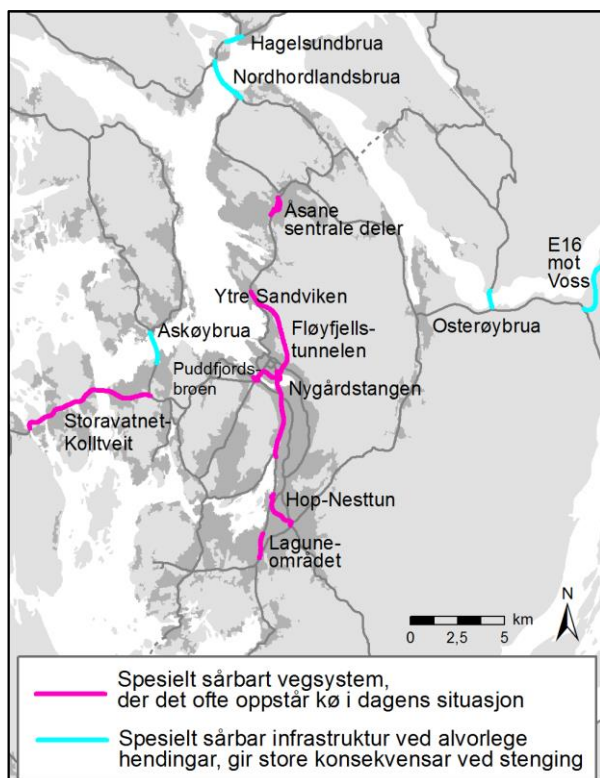 Hagelsundbrua
Nordhordlandsbrua
Åsane
sentrale deler
E16
mot
Voss
Ytre Sandviken
Osterøybrua
Askøybrua
Fløyfjells-
tunnelen
Puddfjords-
brøen
Nygårdstangen
Storavatnet-
Kolltveit
Hop-Nesttun
Lagune-
området
N
km
0 2,5 5
Spesielt sårbart vegsystem,
der det ofte oppstår kø i dagens situasjon
Spesielt sårbar infrastruktur ved alvorlege
hendingar, gir store konsekvensar ved stenging